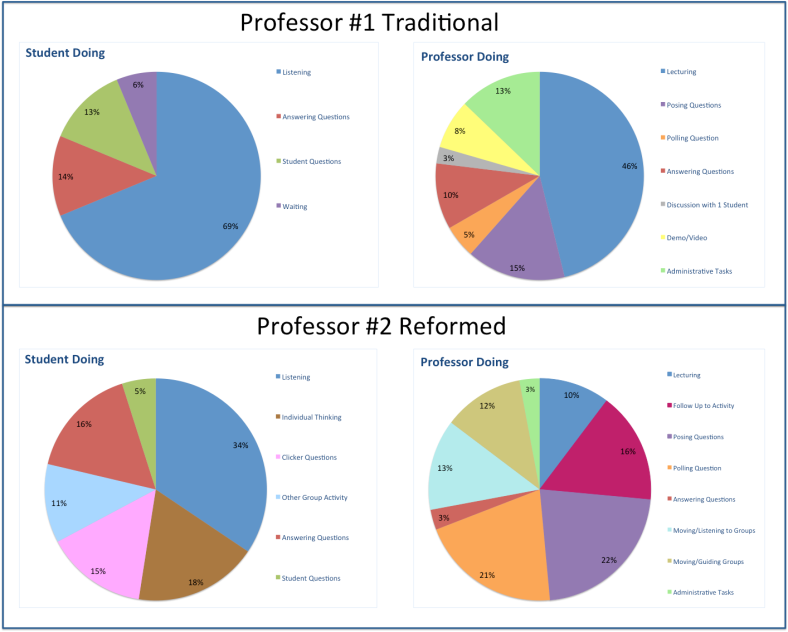 Professor #1 Traditional
Student Doing
6%
13%
14%
69%
Listening
Answering Questions
Student Questions
Waiting
Professor Doing
13%
8%
3%
10%
5%
15%
46%
Lecturing
Posing Questions
Polling Question
Answering Questions
Discussion with 1 Student
Demo/Video
Administrative Tasks
Professor #2 Reformed
Student Doing
5%
16%
34%
11%
15%
18%
Listening
Individual Thinking
Clicker Questions
Other Group Activity
Answering Questions
Student Questions
Professor Doing
3%
10%
12%
16%
13%
3%
22%
21%
Lecturing
Follow Up to Activity
Posing Questions
Polling Question
Answering Questions
Moving/Listening to Groups
Moving/Guiding Groups
Administrative Tasks